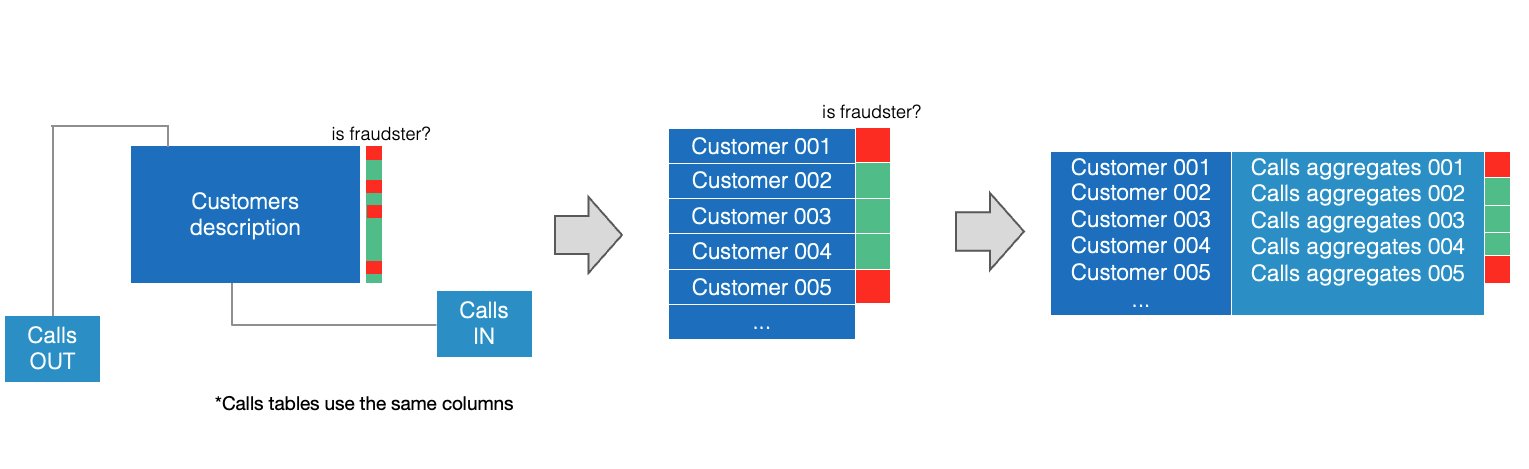 is fraudster?
Customers
description
Calls
OUT
Calls
IN
*Calls tables use the same columns
is fraudster?
Customer 001
Customer 002
Customer 003
Customer 004
Customer 005
...
Customer 001 Calls aggregates 001
Customer 002 Calls aggregates 002
Customer 003 Calls aggregates 003
Customer 004 Calls aggregates 004
Customer 005 Calls aggregates 005
...